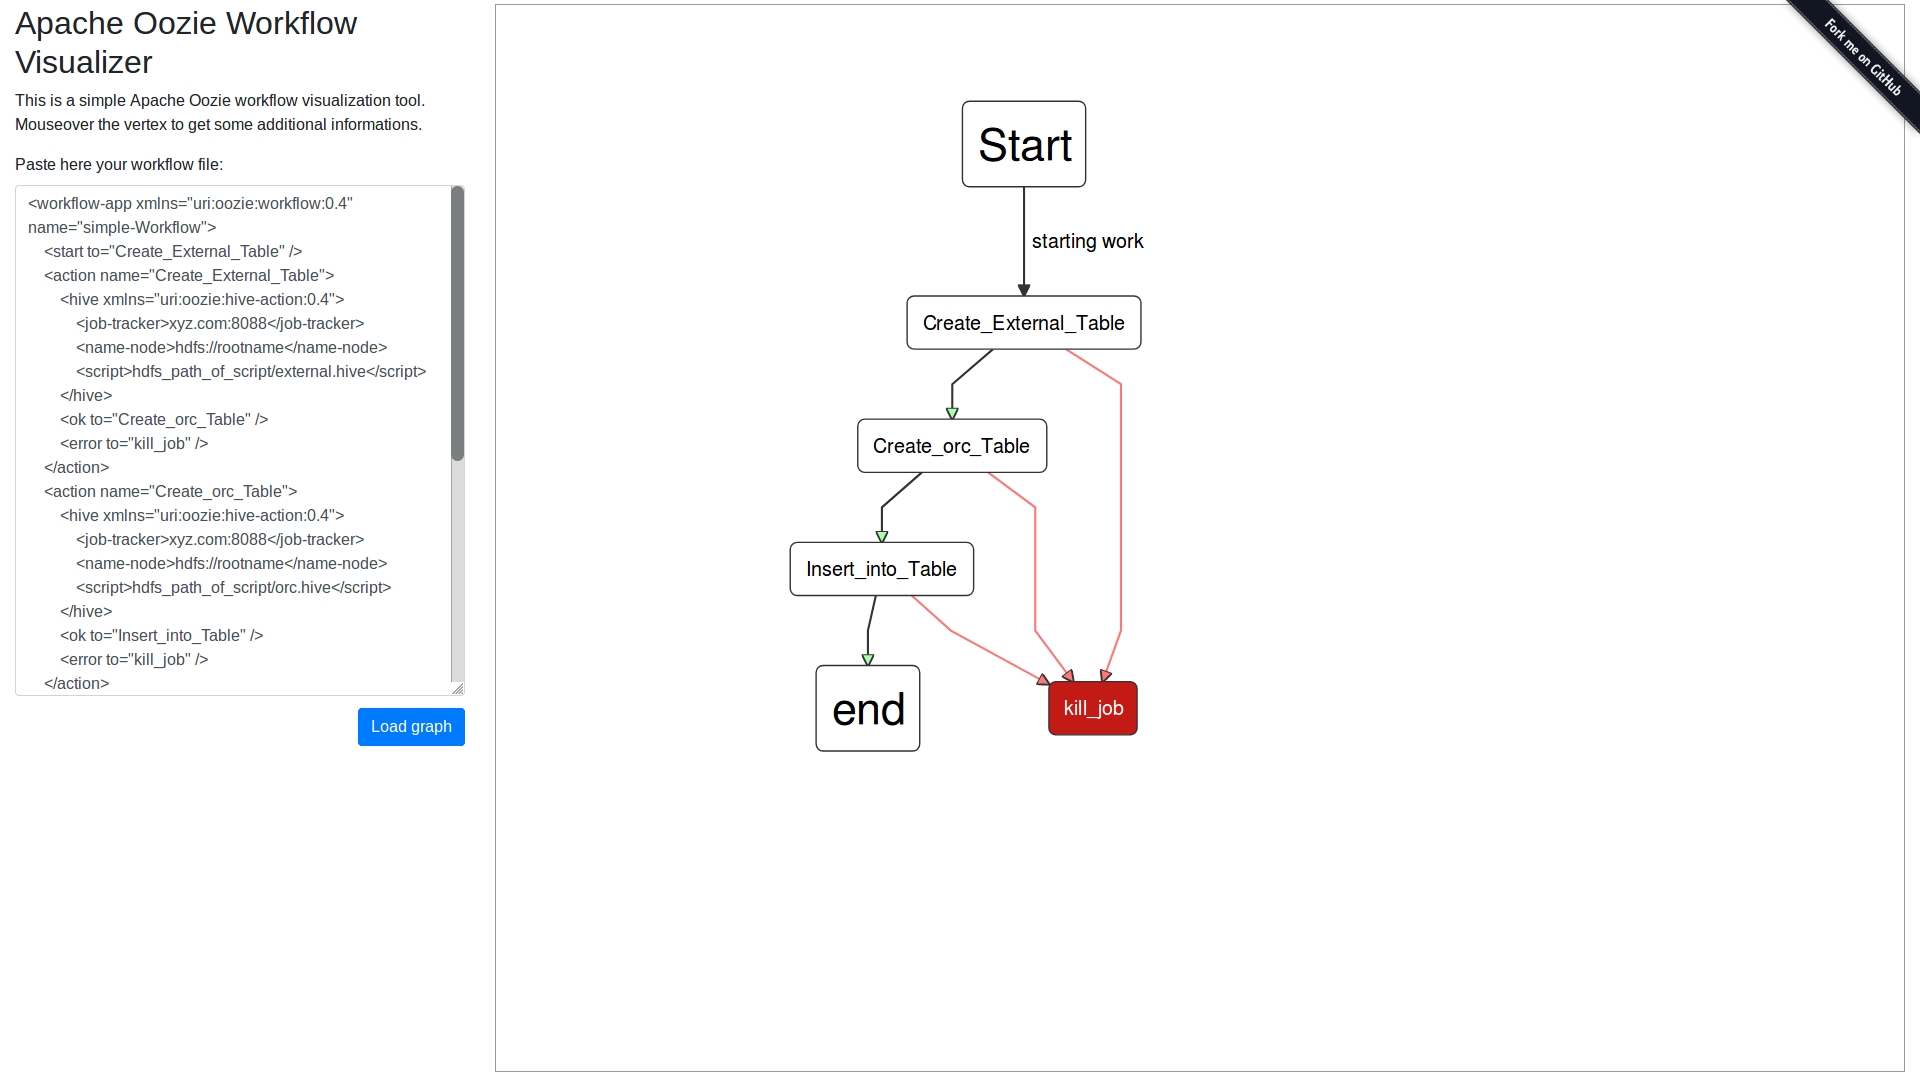 Apache Oozie Workflow
Visualizer
This is a simple Apache Oozie workflow visualization tool.
Mouseover the vertex to get some additional informations.
Paste here your workflow file:
<workflow-app xmlns="uri:oozie:workflow:0.4"
name="simple-Workflow">
<start to="Create_External_Table" />
<action name="Create_External_Table">
<hive xmlns="uri:oozie:hive-action:0.4">
<job-tracker>xyz.com:8088</job-tracker>
<name-node>hdfs://rootname</name-node>
<script>hdfs_path_of_script/external.hive</script>
</hive>
<ok to="Create_orc_Table" />
<error to="kill_job" />
</action>
<action name="Create_orc_Table">
<hive xmlns="uri:oozie:hive-action:0.4">
<job-tracker>xyz.com:8088</job-tracker>
<name-node>hdfs://rootname</name-node>
<script>hdfs_path_of_script/orc.hive</script>
</hive>
<ok to="Insert_into_Table" />
<error to="kill_job" />
</action>
Load graph
Start
starting work
Create_External_Table
Create_orc_Table
Insert_into_Table
end
kill_job
Fork me on GitHub